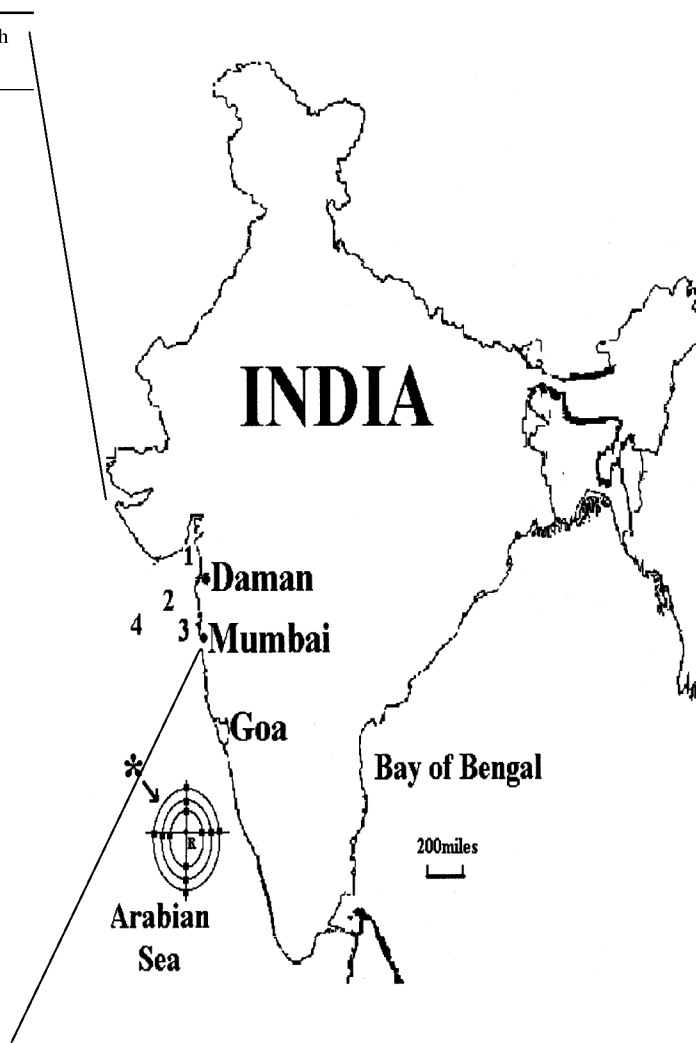 h
INDIA
1
Daman
2
4
3
Mumbai
Goa
*
Bay of Bengal
200miles
R
Arabian
Sea